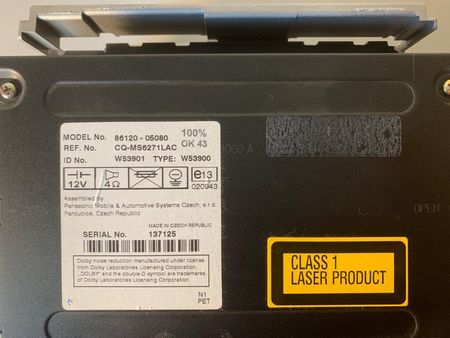 MODEL No. 86120 - 05080 100%
REF. No. CQ-MS6271LAC OK 43
ID No. W53901 TYPE: W53900
12V 4Ω e13
020943
Assembled by
Panasonic Mobile & Automotive Systems Czech, s.r.o.
Pardubice, Czech Republic
MADE IN CZECH REPUBLIC
SERIAL No. 137125
Dolby noise reduction manufactured under license
from Dolby Laboratories Licensing Corporation.
„DOLBY" and the double-D symbol are trademarks
of Dolby Laboratories Licensing Corporation.
N1
PET
OPEN
CLASS 1
LASER PRODUCT